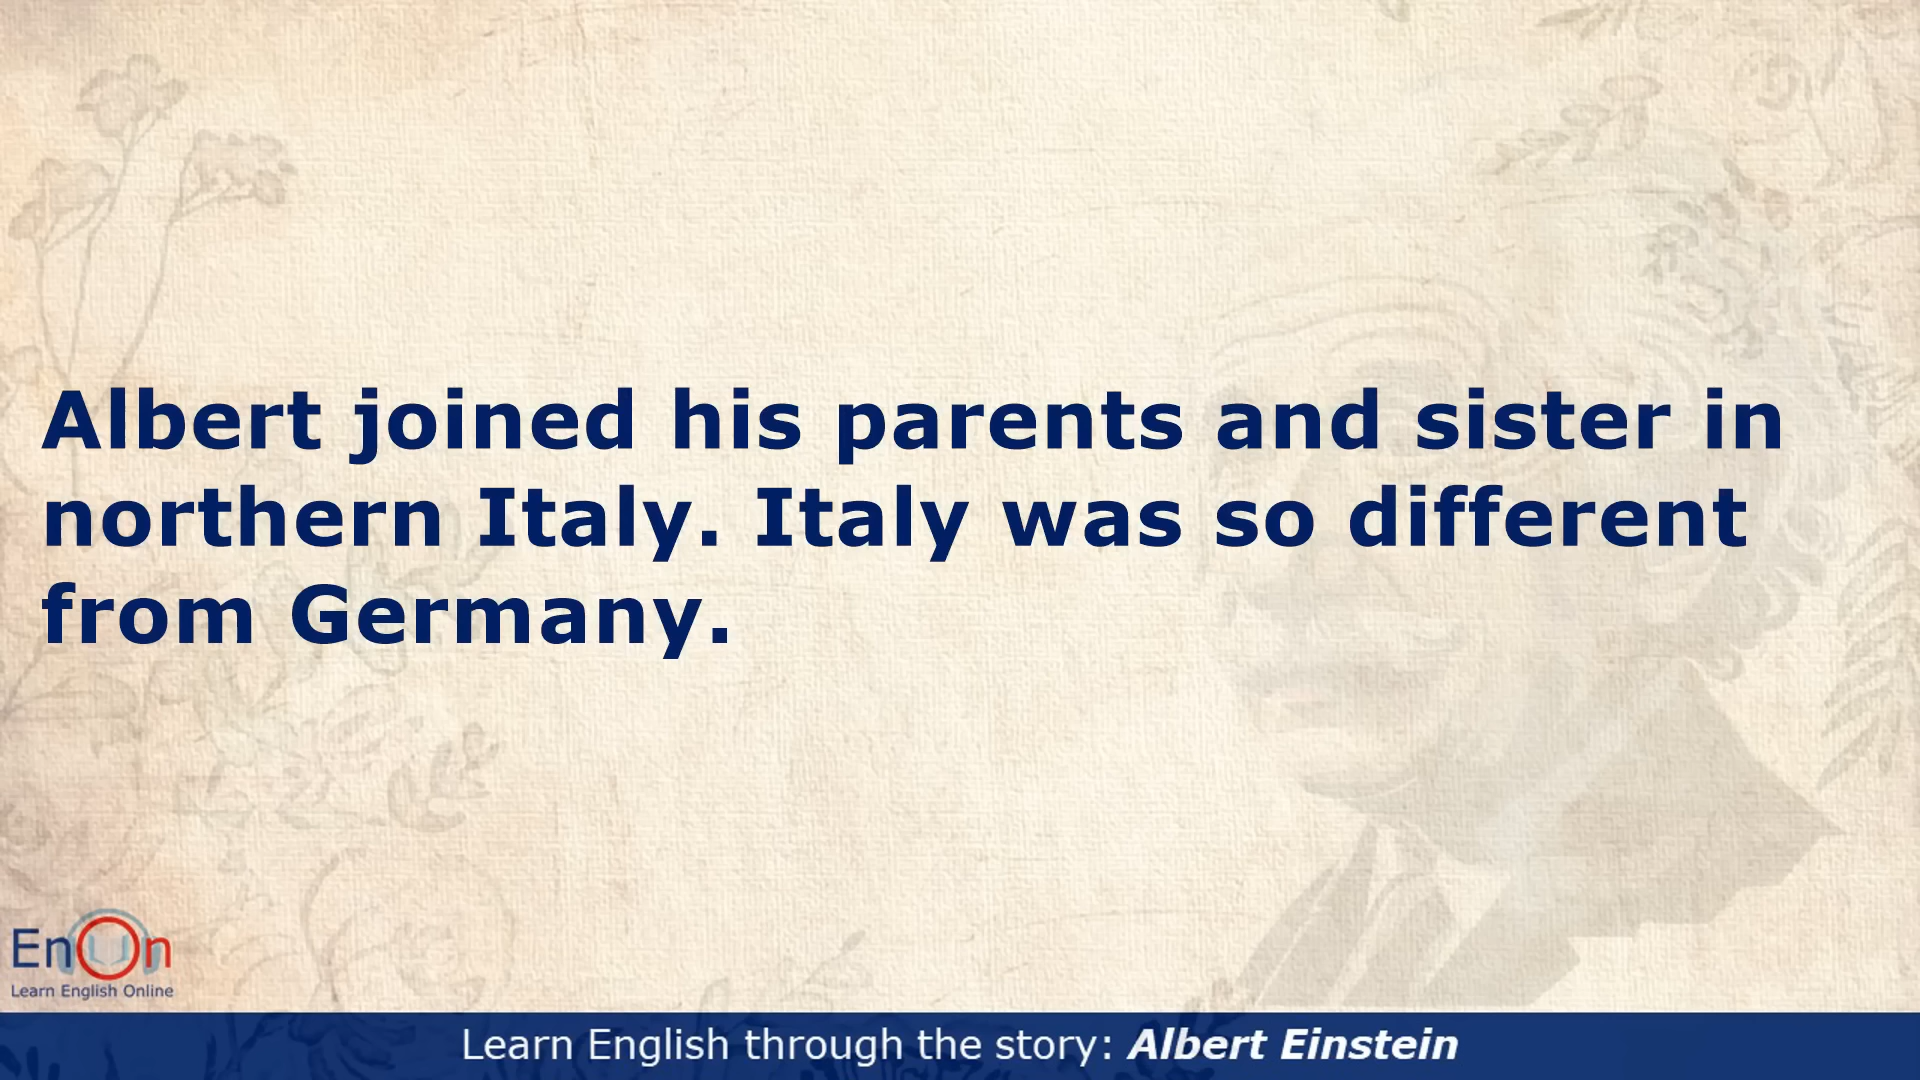 Albert joined his parents and sister in
northern Italy. Italy was so different
from Germany.
EnOn
Learn English Online
Learn English through the story: Albert Einstein